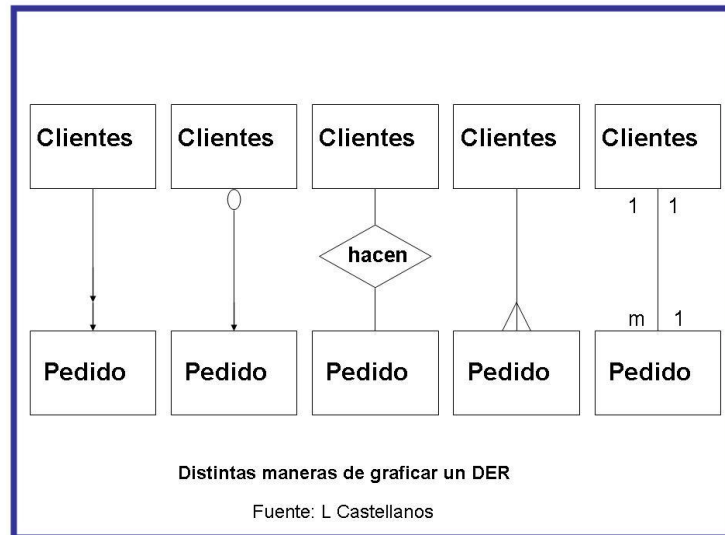 Clientes Clientes Clientes Clientes Clientes
1 1
hacen
m 1
Pedido Pedido Pedido Pedido Pedido
Distintas maneras de graficar un DER
Fuente: L Castellanos